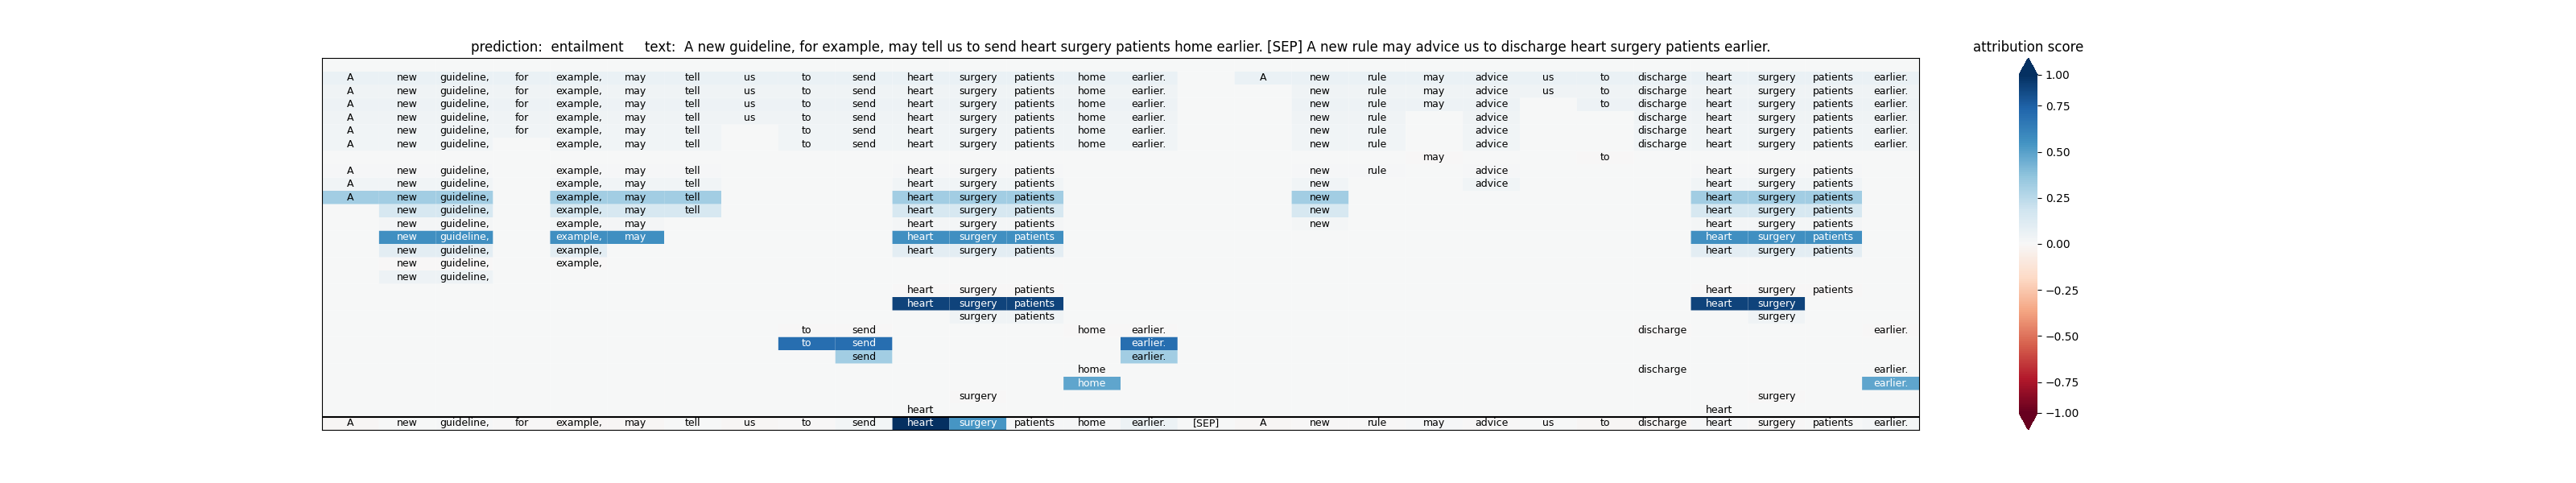 prediction: entailment text: A new guideline, for example, may tell us to send heart surgery patients home earlier. [SEP] A new rule may advice us to discharge heart surgery patients earlier.
attribution score
A new guideline, for example, may tell us to send heart surgery patients home earlier. A new rule may advice us to discharge heart surgery patients earlier.
A new guideline, for example, may tell us to send heart surgery patients home earlier. new rule may advice us to discharge heart surgery patients earlier.
A new guideline, for example, may tell us to send heart surgery patients home earlier. new rule may advice to discharge heart surgery patients earlier.
A new guideline, for example, may tell us to send heart surgery patients home earlier. new rule advice discharge heart surgery patients earlier.
A new guideline, for example, may tell to send heart surgery patients home earlier. new rule advice discharge heart surgery patients earlier.
A new guideline, example, may tell to send heart surgery patients home earlier. new rule advice discharge heart surgery patients earlier.
may to
A new guideline, example, may tell heart surgery patients new rule heart surgery patients
A new guideline, example, may tell heart surgery patients new advice heart surgery patients
A new guideline, example, may tell heart surgery patients new heart surgery patients
new guideline, example, may tell heart surgery patients new heart surgery patients
new guideline, example, may heart surgery patients new heart surgery patients
new guideline, example, may heart surgery patients heart surgery patients
new guideline, example, heart surgery patients heart surgery patients
new guideline, example,
new guideline,
heart surgery patients heart surgery patients
heart surgery patients heart surgery
surgery patients surgery
to send home earlier. discharge earlier.
to send earlier.
send earlier.
home discharge earlier.
home earlier.
surgery surgery
heart heart
A new guideline, for example, may tell us to send heart surgery patients home earlier. [SEP] A new rule may advice us to discharge heart surgery patients earlier.
1.00
0.75
0.50
0.25
0.00
−0.25
−0.50
−0.75
−1.00